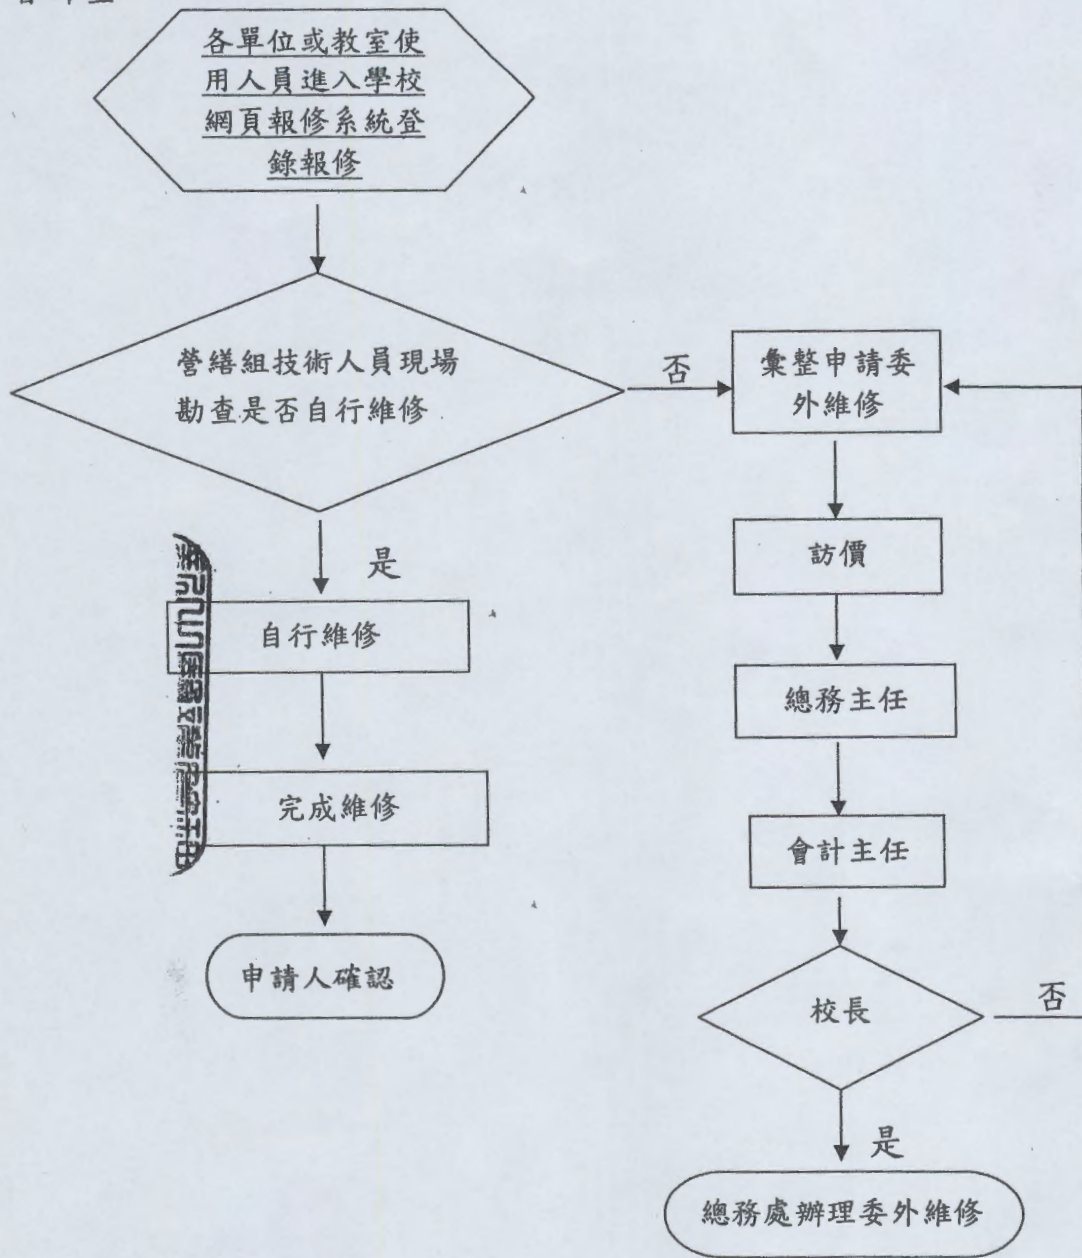 各單位或教室使
用人員進入學校
網頁報修系統登
錄報修
營繕組技術人員現場
勘查是否自行維修
否
彙整申請委
外維修
是
訪價
自行維修
總務主任
完成維修
會計主任
申請人確認
校長
否
是
總務處辦理委外維修